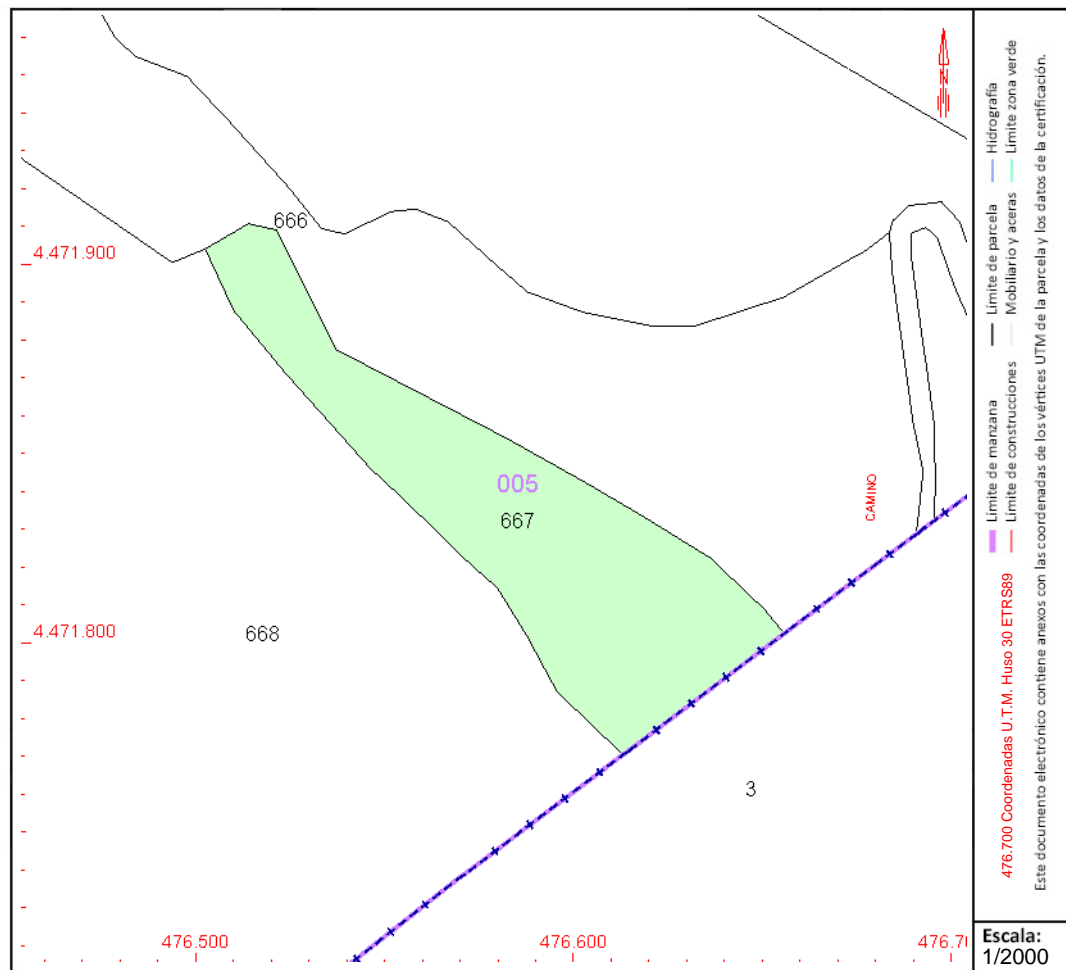 666
4.471.900
005
667
CAMINO
4.471.800
668
3
476.500
476.600
476.70
N
Límite de manzana
Límite de parcela
Hidrografía
Límite de construcciones
Mobiliario y aceras
Límite zona verde
476.700 Coordenadas U.T.M. Huso 30 ETRS89
Este documento electrónico contiene anexos con las coordenadas de los vértices UTM de la parcela y los datos de la certificación.
Escala:
1/2000